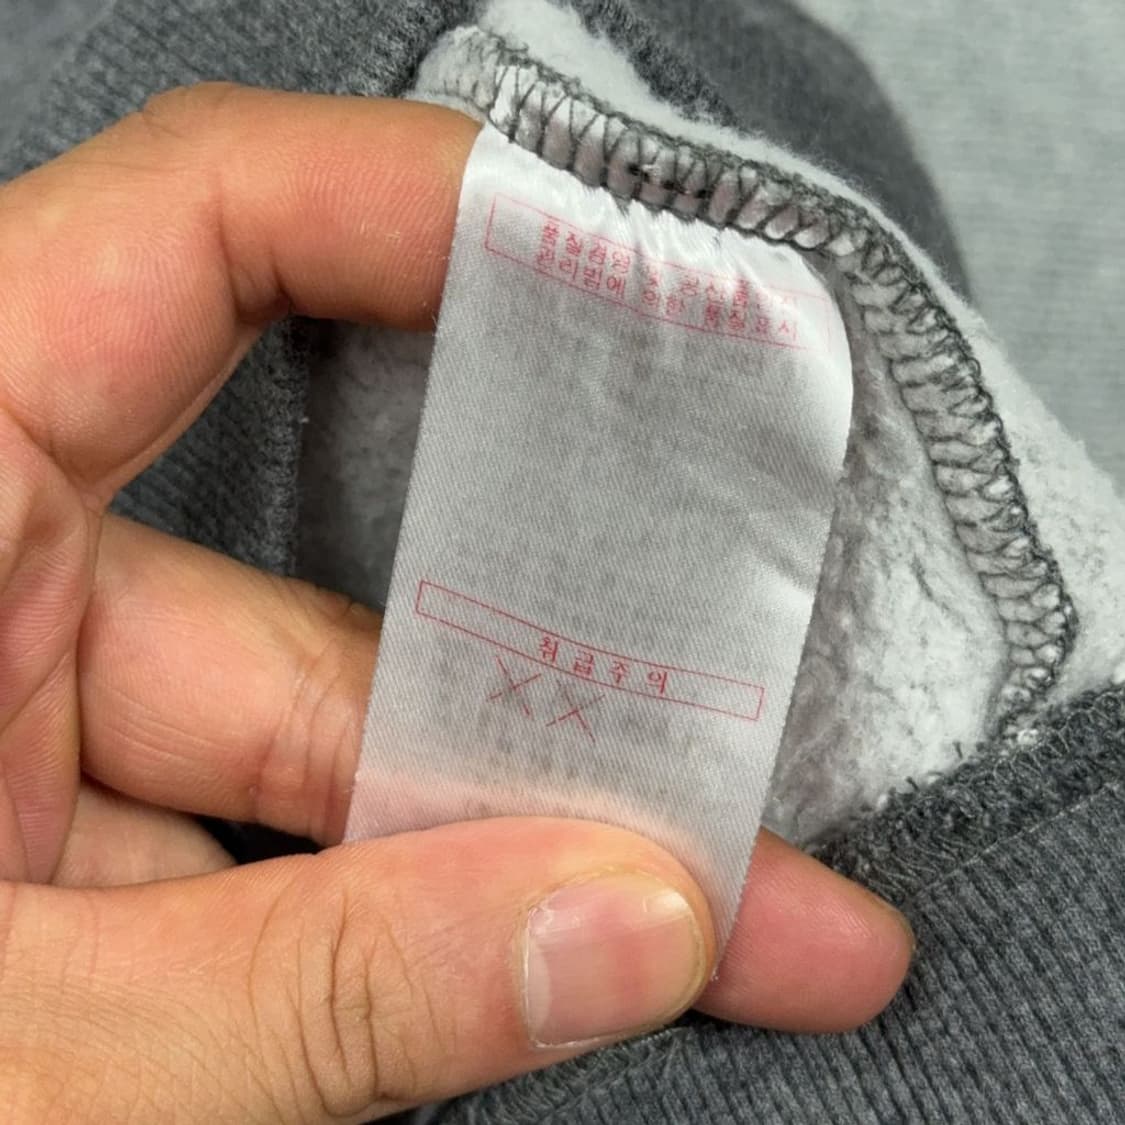 품질경영 및 공산품안전
관리법에 의한 품질표시
취급주의